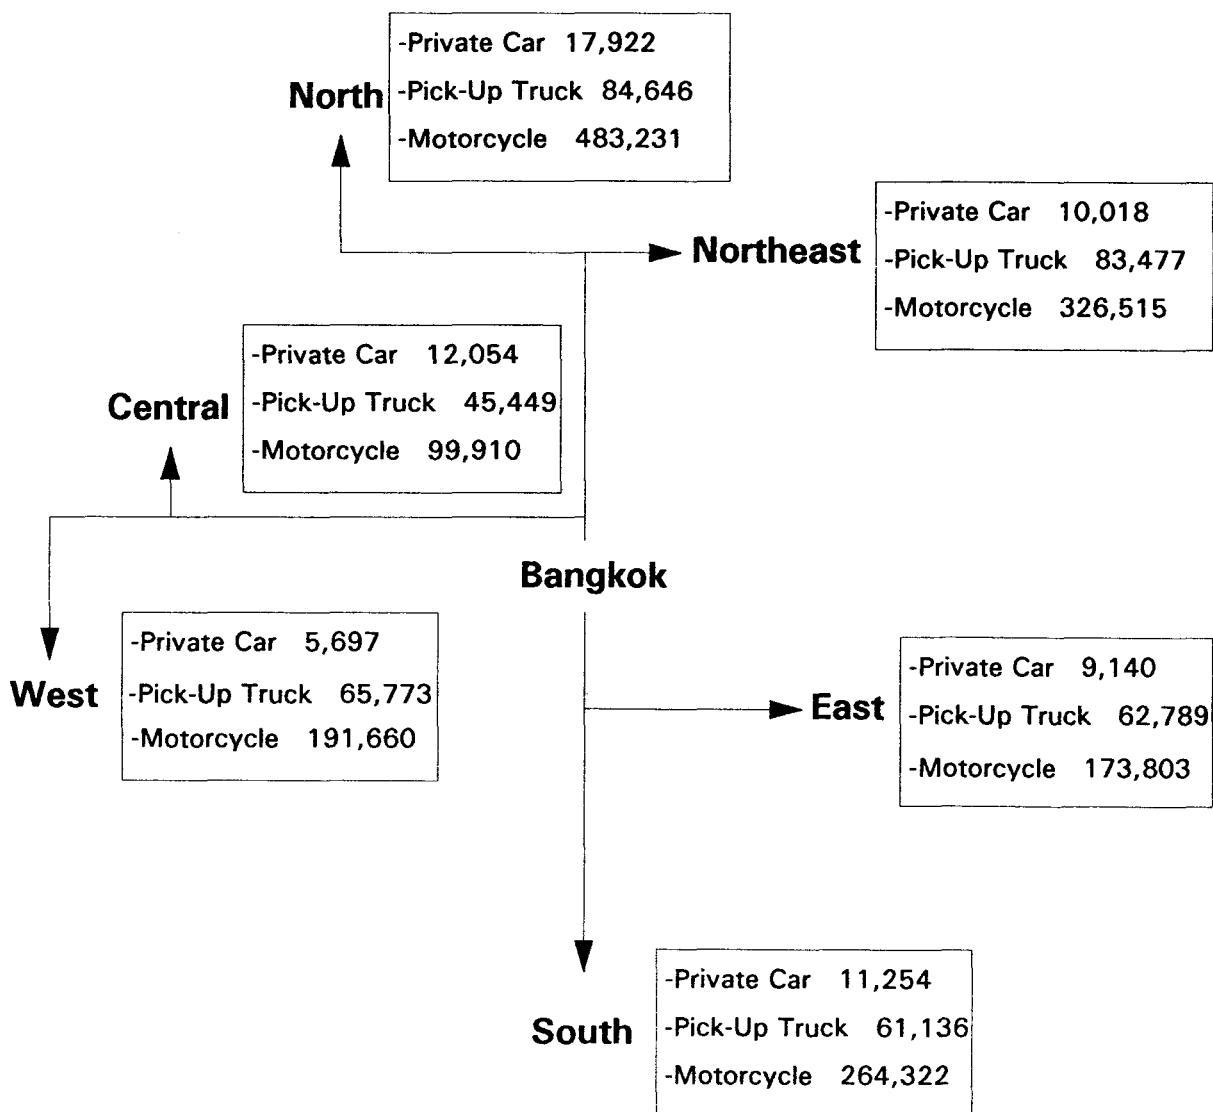 North
-Private Car 17,922
-Pick-Up Truck 84,646
-Motorcycle 483,231
Northeast
-Private Car 10,018
-Pick-Up Truck 83,477
-Motorcycle 326,515
Central
-Private Car 12,054
-Pick-Up Truck 45,449
-Motorcycle 99,910
Bangkok
West
-Private Car 5,697
-Pick-Up Truck 65,773
-Motorcycle 191,660
East
-Private Car 9,140
-Pick-Up Truck 62,789
-Motorcycle 173,803
South
-Private Car 11,254
-Pick-Up Truck 61,136
-Motorcycle 264,322